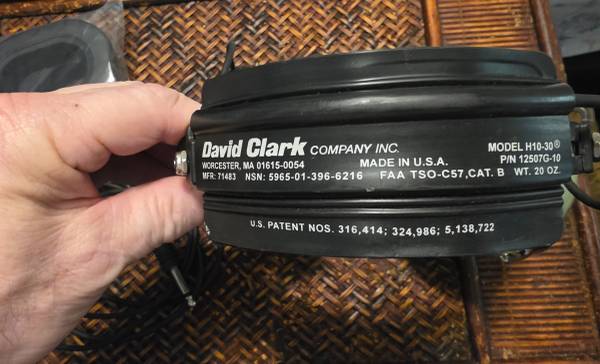 David Clark COMPANY INC.
WORCESTER, MA 01615-0054
MADE IN U.S.A.
MODEL H10-30®
P/N 12507G-10
MFR: 71483 NSN: 5965-01-396-6216 FAA TSO-C57,CAT. B WT. 20 OZ.
U.S. PATENT NOS. 316,414; 324,986; 5,138,722